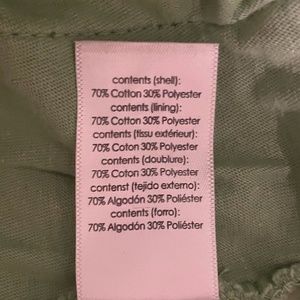 contents (shell):
70% Cotton 30% Polyester
contents (lining):
70% Cotton 30% Polyester
contents (tissu extérieur):
70% Coton 30% Polyester
contents (doublure):
70% Coton 30% Polyester
contenst (tejido externo):
70% Algodón 30% Poliéster
contents (forro):
70% Algodón 30% Poliéster